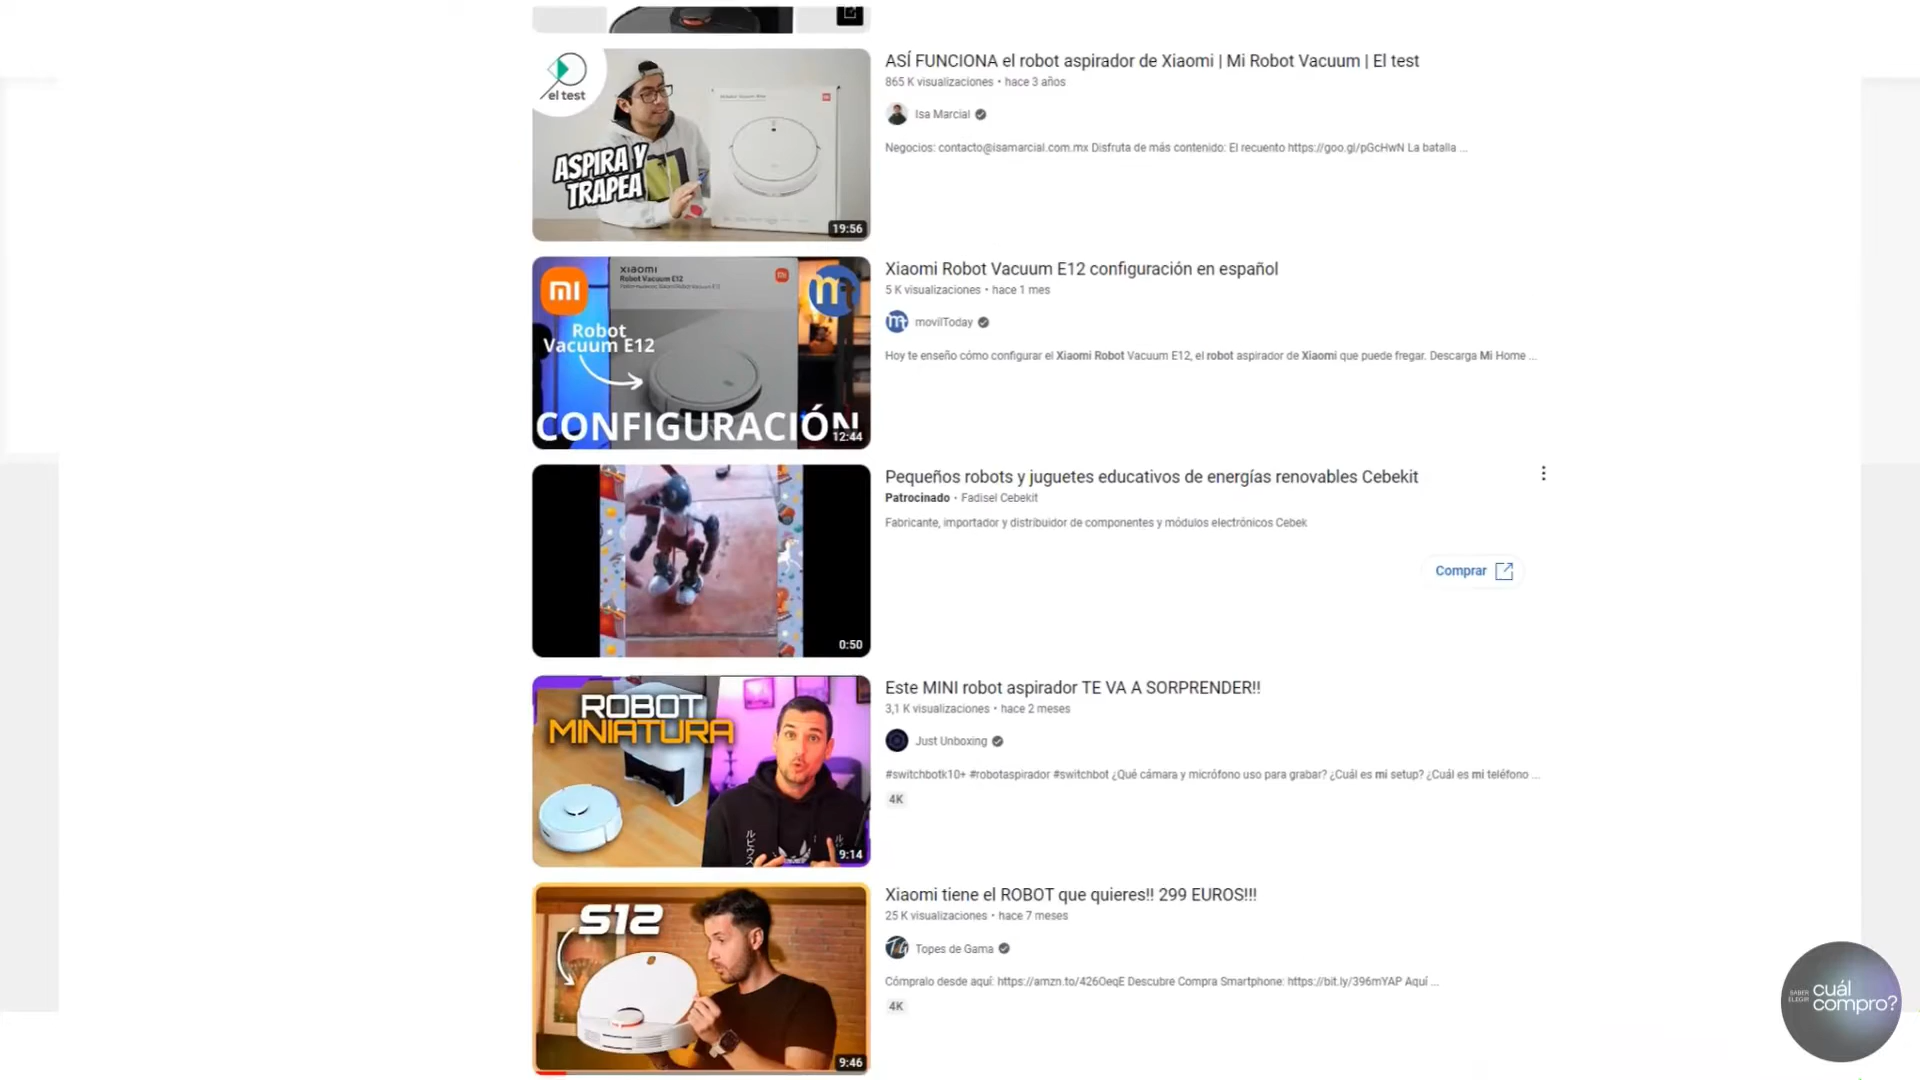 ASÍ FUNCIONA el robot aspirador de Xiaomi | Mi Robot Vacuum | El test
865 K visualizaciones • hace 3 años
Isa Marcial
Negocios: contacto@isamarcial.com.mx Disfruta de más contenido: El recuento https://goo.gl/pGcHwN La batalla ...
el test
ASPIRA Y
TRAPEA
19:56
Xiaomi Robot Vacuum E12 configuración en español
5 K visualizaciones • hace 1 mes
movilToday
Hoy te enseño cómo configurar el Xiaomi Robot Vacuum E12, el robot aspirador de Xiaomi que puede fregar. Descarga Mi Home ...
xiaomi
Robot Vacuum E12
mi
mt
Robot
Vacuum E12
CONFIGURACIÓN
12:44
Pequeños robots y juguetes educativos de energías renovables Cebekit
Patrocinado • Fadisel Cebekit
Fabricante, importador y distribuidor de componentes y módulos electrónicos Cebek
Comprar
0:50
Este MINI robot aspirador TE VA A SORPRENDER!!
3,1 K visualizaciones • hace 2 meses
Just Unboxing
#switchbotk10+ #robotaspirador #switchbot ¿Qué cámara y micrófono uso para grabar? ¿Cuál es mi setup? ¿Cuál es mi teléfono ...
4K
ROBOT
MINIATURA
9:14
Xiaomi tiene el ROBOT que quieres!! 299 EUROS!!!
25 K visualizaciones • hace 7 meses
Topes de Gama
Cómpralo desde aquí: https://amzn.to/426OeqE Descubre Compra Smartphone: https://bit.ly/396mYAP Aquí ...
4K
S12
9:46
SABER
ELEGIR
cuál
compro?